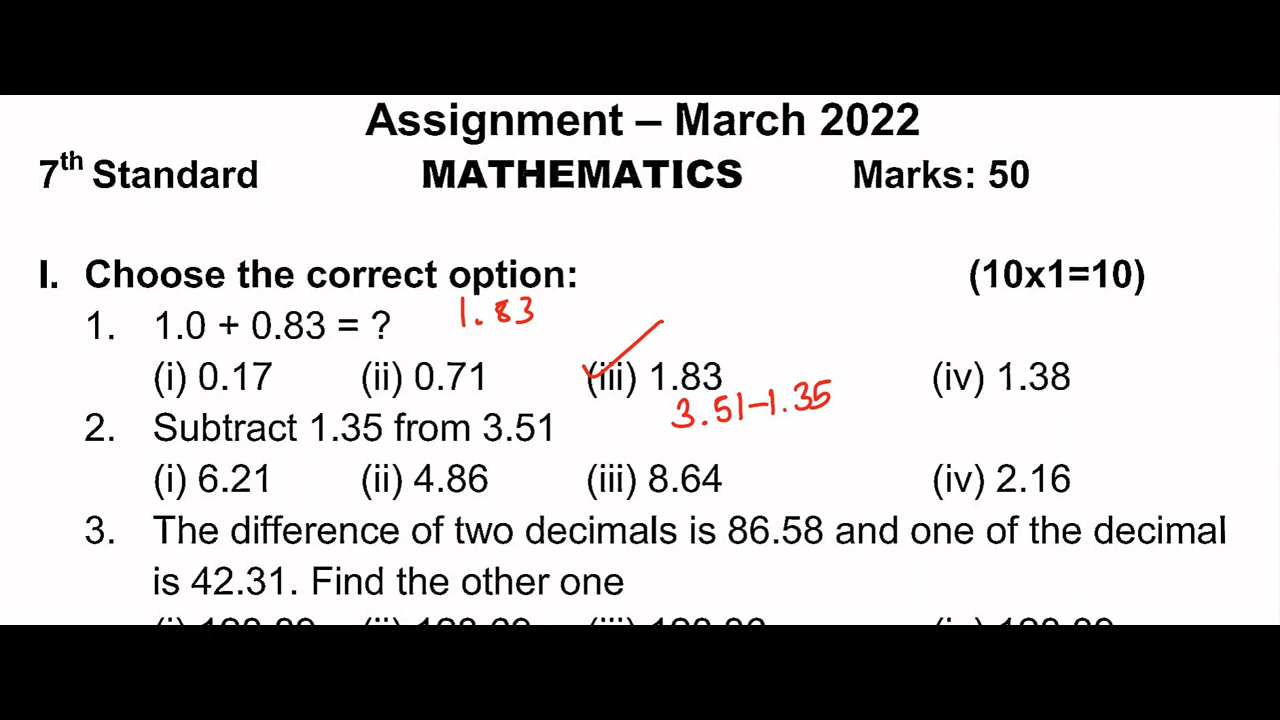 Assignment – March 2022
7th Standard MATHEMATICS Marks: 50
I. Choose the correct option: (10x1=10)
1. 1.0 + 0.83 = ? 1.83
(i) 0.17 (ii) 0.71 (iii) 1.83 (iv) 1.38
3.51-1.35
2. Subtract 1.35 from 3.51
(i) 6.21 (ii) 4.86 (iii) 8.64 (iv) 2.16
3. The difference of two decimals is 86.58 and one of the decimal
is 42.31. Find the other one